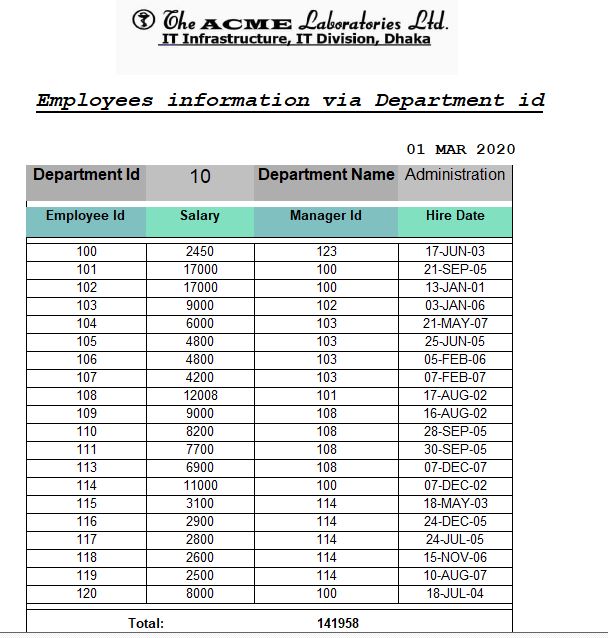 The ACME Laboratories Ltd.
IT Infrastructure, IT Division, Dhaka
Employees information via Department id
01 MAR 2020
Department Id 10 Department Name Administration
Employee Id Salary Manager Id Hire Date
100 2450 123 17-JUN-03
101 17000 100 21-SEP-05
102 17000 100 13-JAN-01
103 9000 102 03-JAN-06
104 6000 103 21-MAY-07
105 4800 103 25-JUN-05
106 4800 103 05-FEB-06
107 4200 103 07-FEB-07
108 12008 101 17-AUG-02
109 9000 108 16-AUG-02
110 8200 108 28-SEP-05
111 7700 108 30-SEP-05
113 6900 108 07-DEC-07
114 11000 100 07-DEC-02
115 3100 114 18-MAY-03
116 2900 114 24-DEC-05
117 2800 114 24-JUL-05
118 2600 114 15-NOV-06
119 2500 114 10-AUG-07
120 8000 100 18-JUL-04
Total: 141958